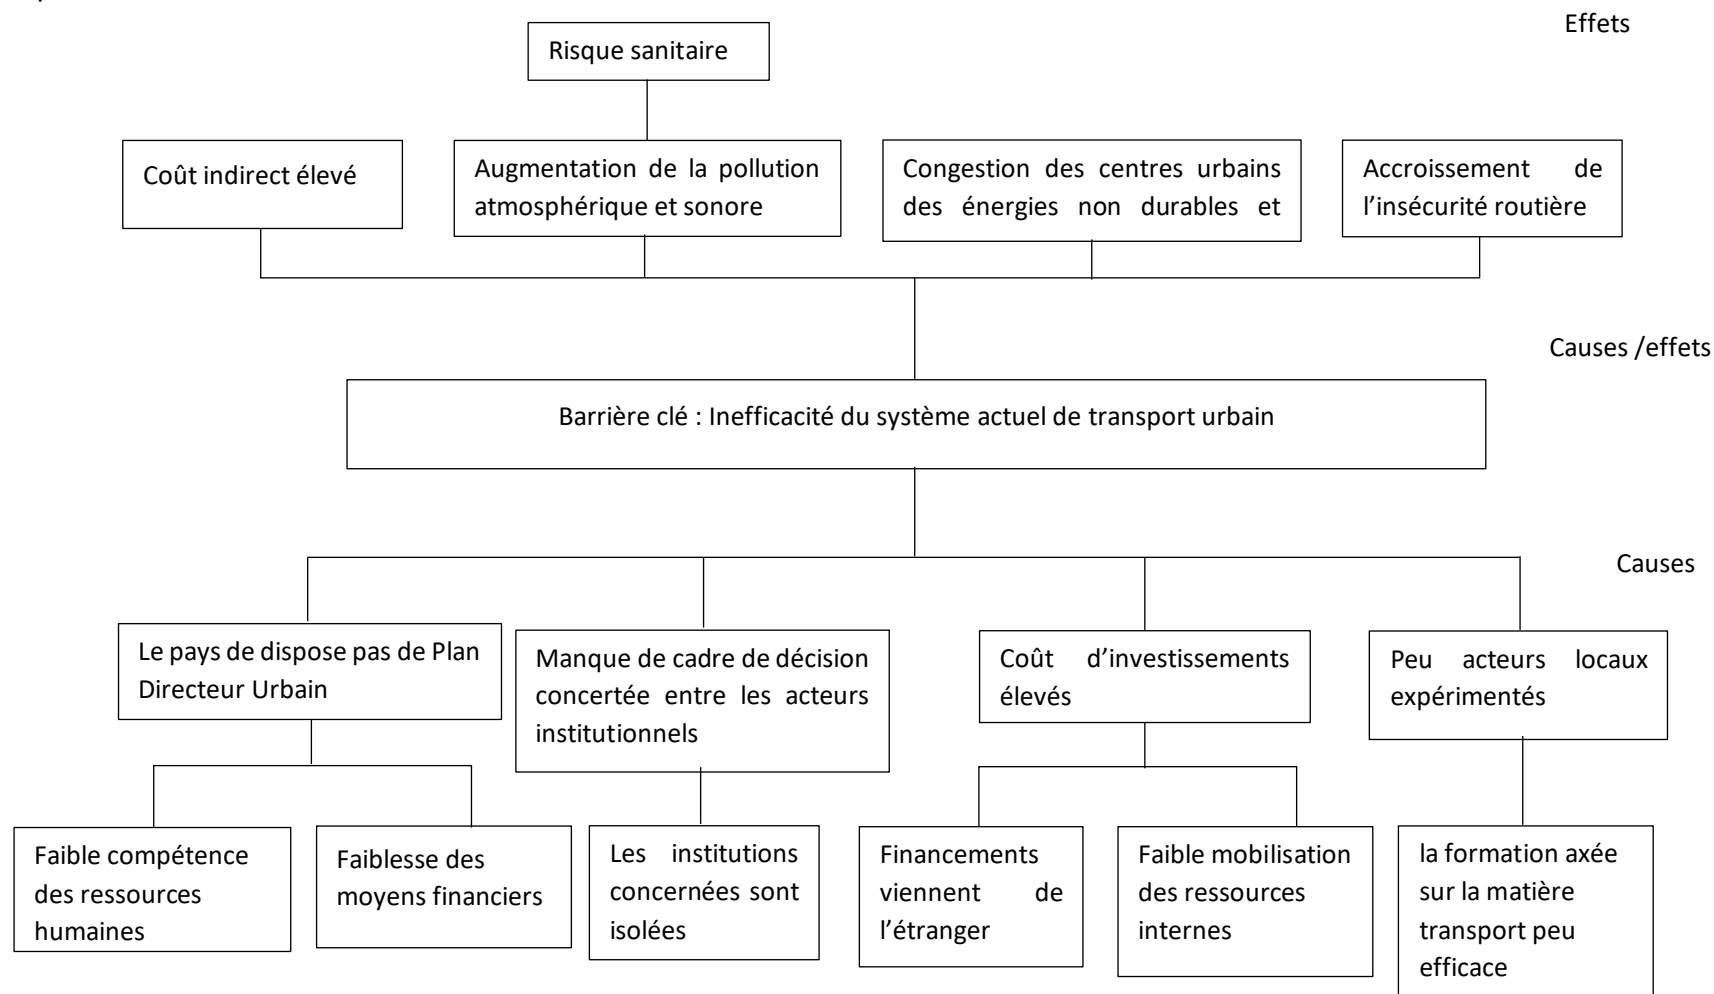 Effets
Risque sanitaire
Coût indirect élevé
Augmentation de la pollution
atmosphérique et sonore
Congestion des centres urbains
des énergies non durables et
Accroissement de
l’insécurité routière
Causes /effets
Barrière clé : Inefficacité du système actuel de transport urbain
Causes
Le pays de dispose pas de Plan
Directeur Urbain
Manque de cadre de décision
concertée entre les acteurs
institutionnels
Coût d’investissements
élevés
Peu acteurs locaux
expérimentés
Faible compétence
des ressources
humaines
Faiblesse des
moyens financiers
Les institutions
concernées sont
isolées
Financements
viennent de
l’étranger
Faible mobilisation
des ressources
internes
la formation axée
sur la matière
transport peu
efficace